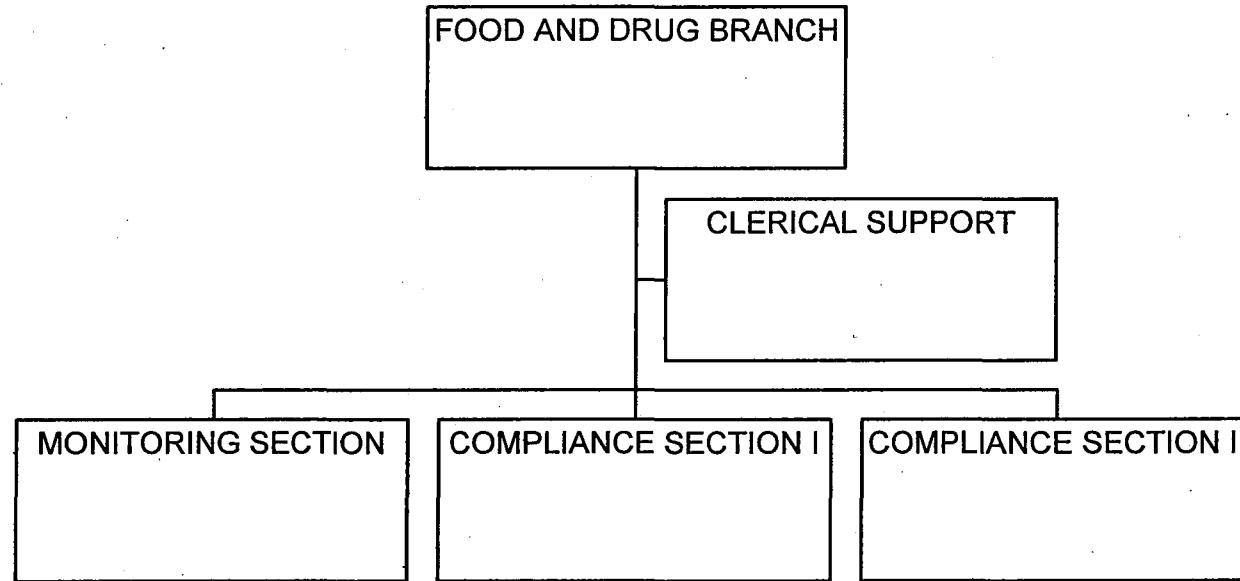 FOOD AND DRUG BRANCH
CLERICAL SUPPORT
MONITORING SECTION
COMPLIANCE SECTION I
COMPLIANCE SECTION I